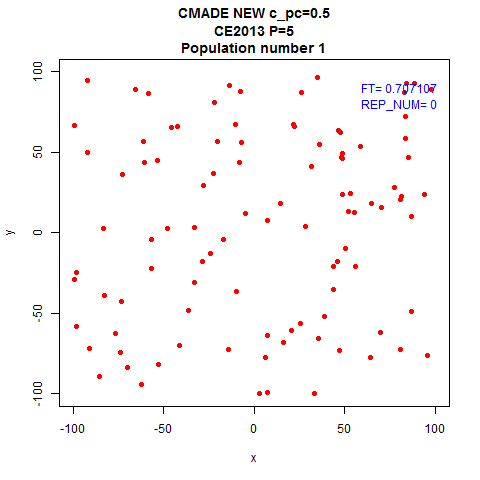 CMADE NEW c_pc=0.5
CE2013 P=5
Population number 1
FT= 0.707107
REP_NUM= 0
y
100
50
0
-50
-100
-100 -50 0 50 100
x